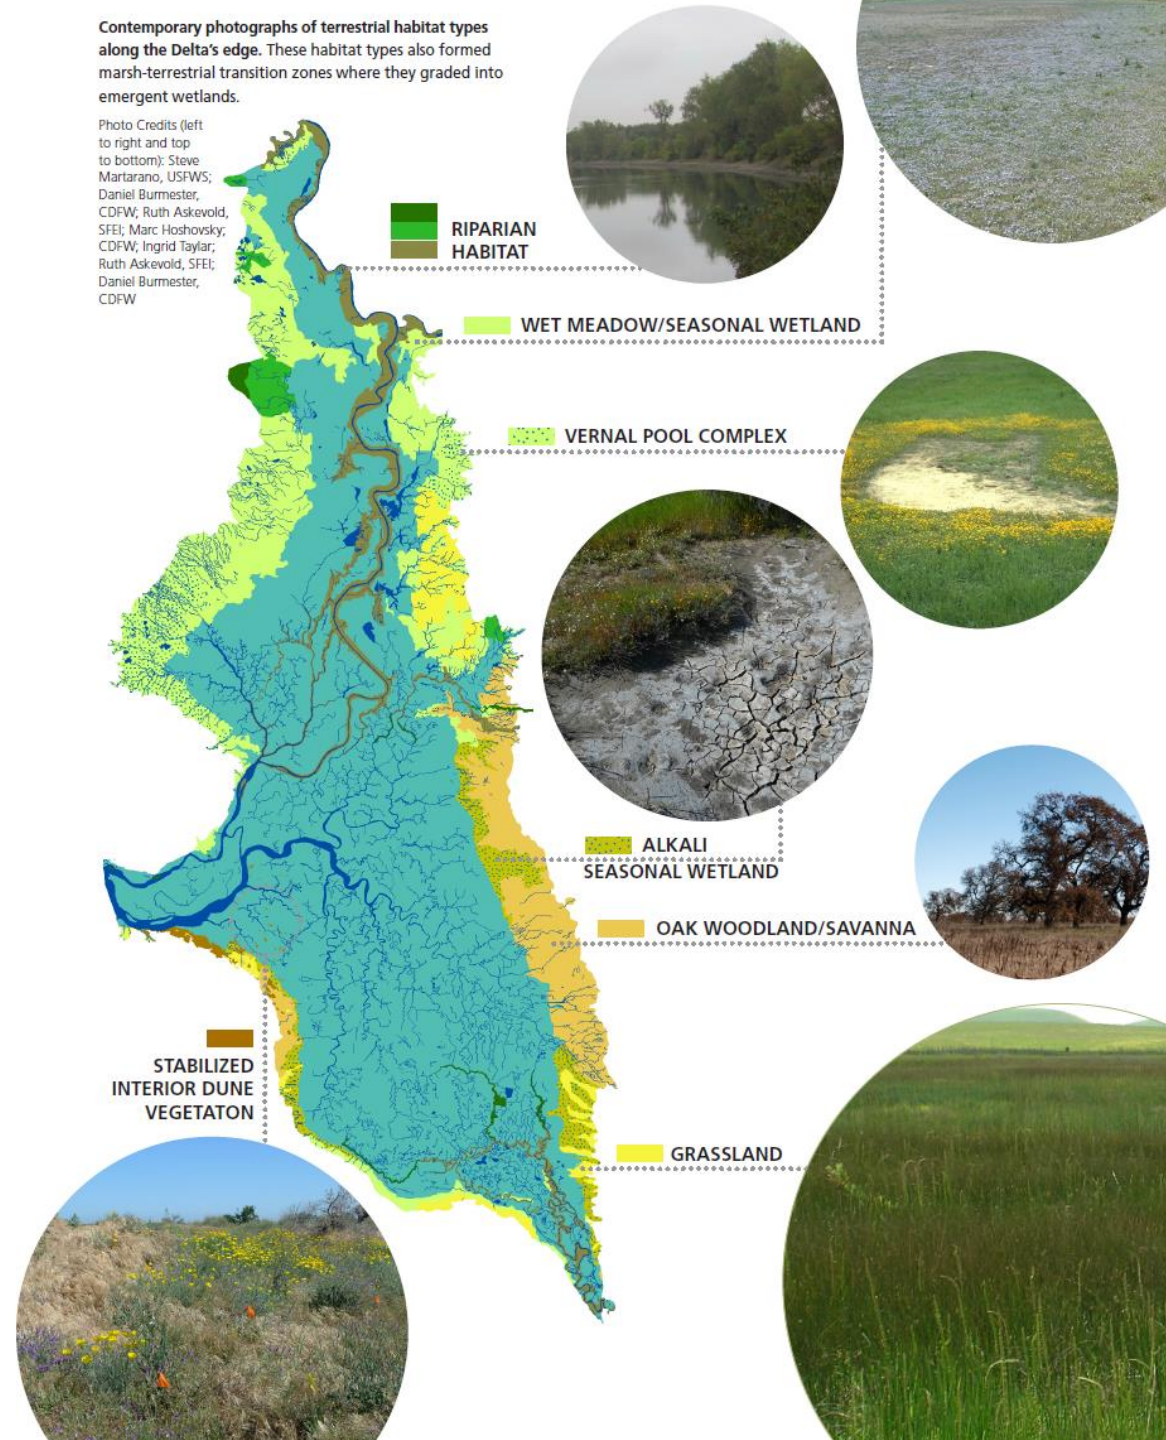 Contemporary photographs of terrestrial habitat types
along the Delta's edge. These habitat types also formed
marsh-terrestrial transition zones where they graded into
emergent wetlands.
Photo Credits (left
to right and top
to bottom): Steve
Martarano, USFWS;
Daniel Burmester,
CDFW; Ruth Askevold,
SFEI; Marc Hoshovsky;
CDFW; Ingrid Taylar;
Ruth Askevold, SFEI;
Daniel Burmester,
CDFW
RIPARIAN
HABITAT
WET MEADOW/SEASONAL WETLAND
VERNAL POOL COMPLEX
ALKALI
SEASONAL WETLAND
OAK WOODLAND/SAVANNA
STABILIZED
INTERIOR DUNE
VEGETATON
GRASSLAND